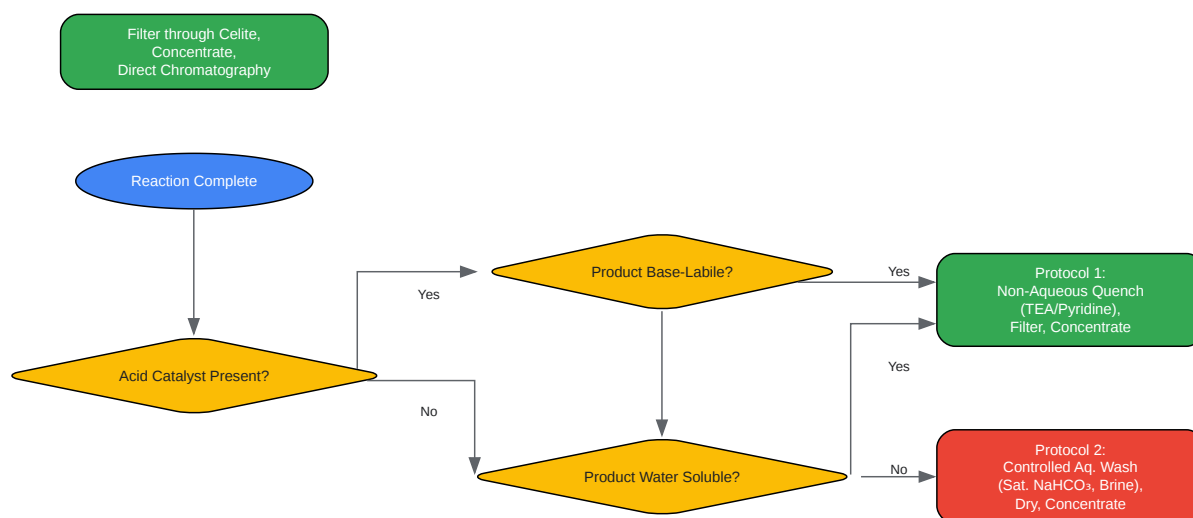 Filter through Celite,
Concentrate,
Direct Chromatography
Reaction Complete
Acid Catalyst Present?
Yes
No
Product Base-Labile?
Product Water Soluble?
Yes
Yes
No
Protocol 1:
Non-Aqueous Quench
(TEA/Pyridine),
Filter, Concentrate
Protocol 2:
Controlled Aq. Wash
(Sat. NaHCO₃, Brine),
Dry, Concentrate